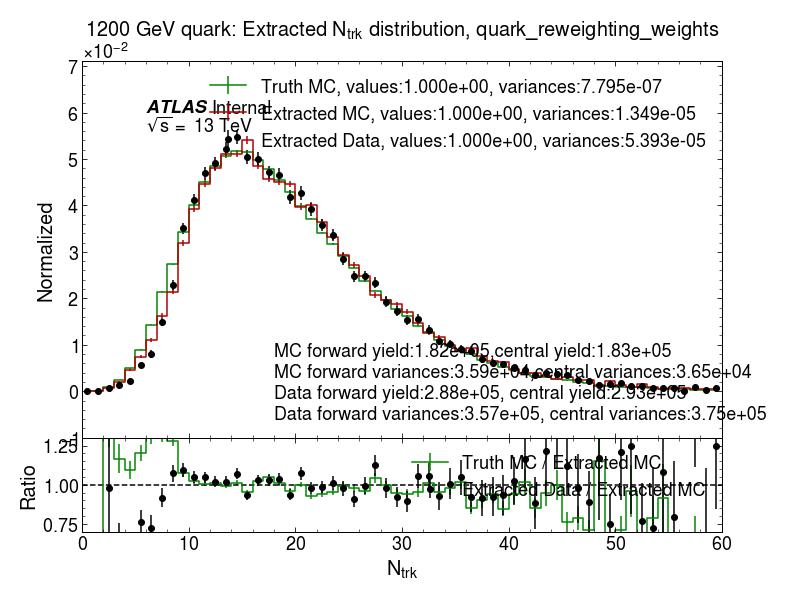 1200 GeV quark: Extracted Ntrk distribution, quark_reweighting_weights
×10−2
7
Truth MC, values:1.000e+00, variances:7.795e-07
ATLAS Internal
6
Extracted MC, values:1.000e+00, variances:1.349e-05
√s = 13 TeV
Extracted Data, values:1.000e+00, variances:5.393e-05
5
4
Normalized
3
2
1
MC forward yield:1.82e+05,central yield:1.83e+05
MC forward variances:3.59e+04, central variances:3.65e+04
0
Data forward yield:2.88e+05, central yield:2.93e+05
Data forward variances:3.57e+05, central variances:3.75e+05
1.25
Truth MC / Extracted MC
Ratio
1.00
Extracted Data / Extracted MC
0.75
0 10 20 30 40 50 60
Ntrk